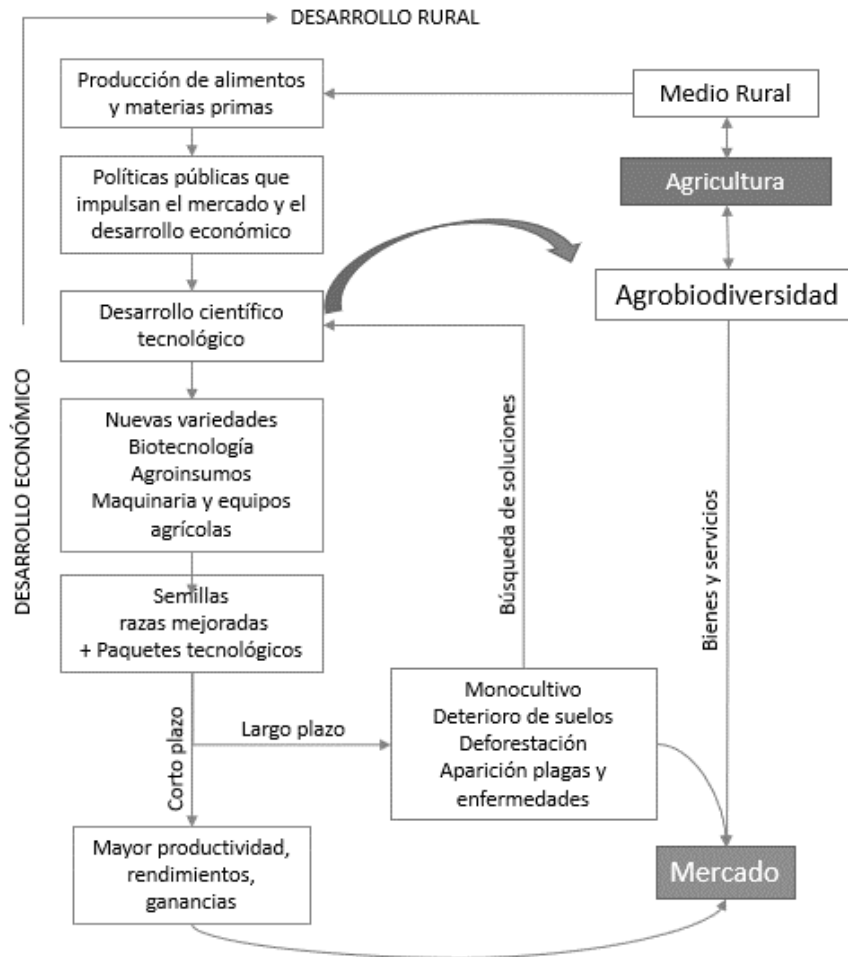 DESARROLLO RURAL
Producción de alimentos
y materias primas
Medio Rural
Políticas públicas que
impulsan el mercado y el
desarrollo económico
Agricultura
Agrobiodiversidad
Desarrollo científico
tecnológico
DESARROLLO ECONÓMICO
Nuevas variedades
Biotecnología
Agroinsumos
Maquinaria y equipos
agrícolas
Búsqueda de soluciones
Bienes y servicios
Semillas
razas mejoradas
+ Paquetes tecnológicos
Corto plazo
Largo plazo
Monocultivo
Deterioro de suelos
Deforestación
Aparición plagas y
enfermedades
Mayor productividad,
rendimientos,
ganancias
Mercado